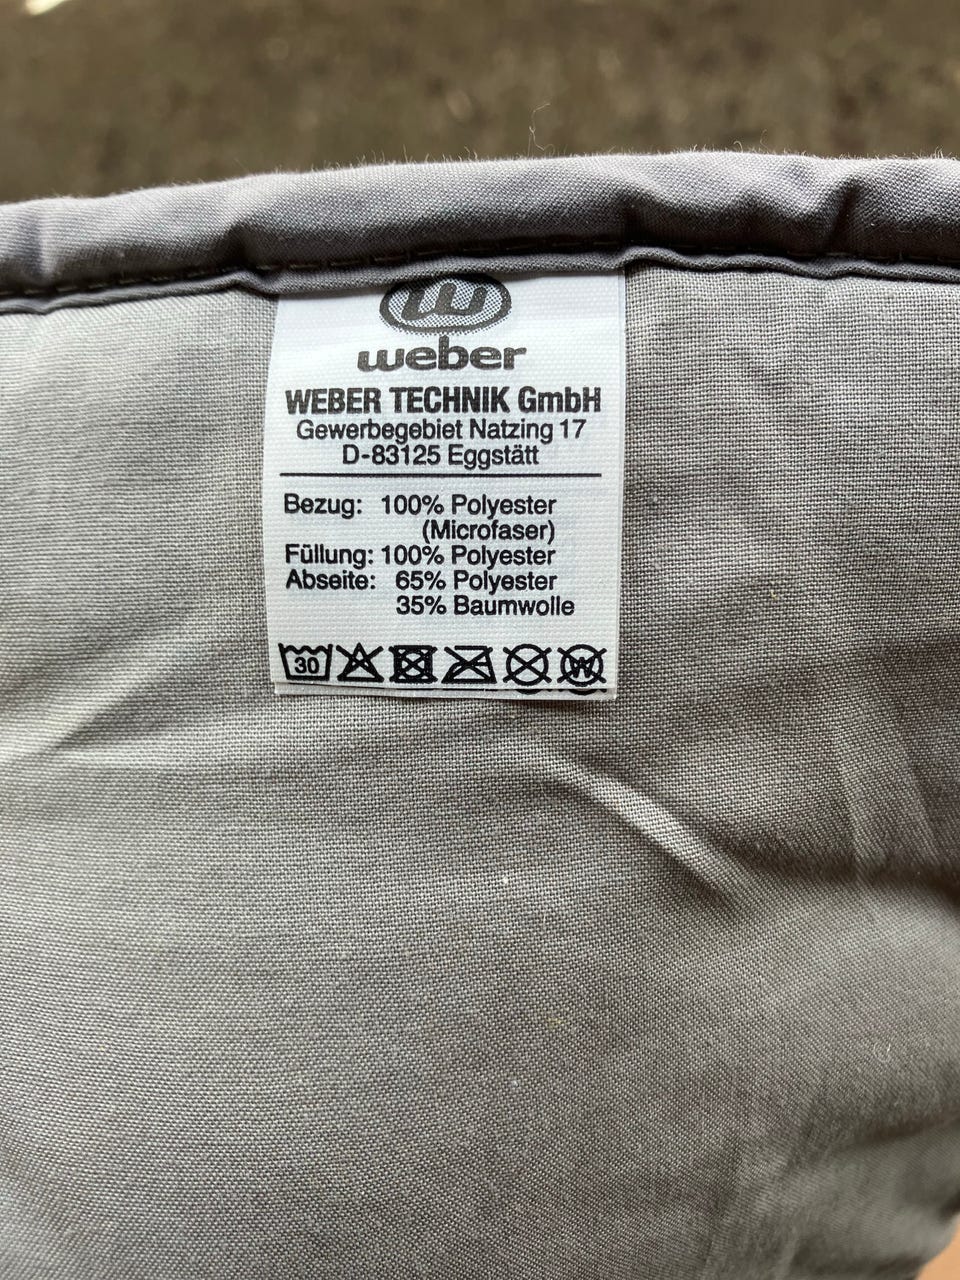 weber
WEBER TECHNIK GmbH
Gewerbegebiet Natzing 17
D-83125 Eggstätt
Bezug: 100% Polyester
(Microfaser)
Füllung: 100% Polyester
Abseite: 65% Polyester
35% Baumwolle
30
W